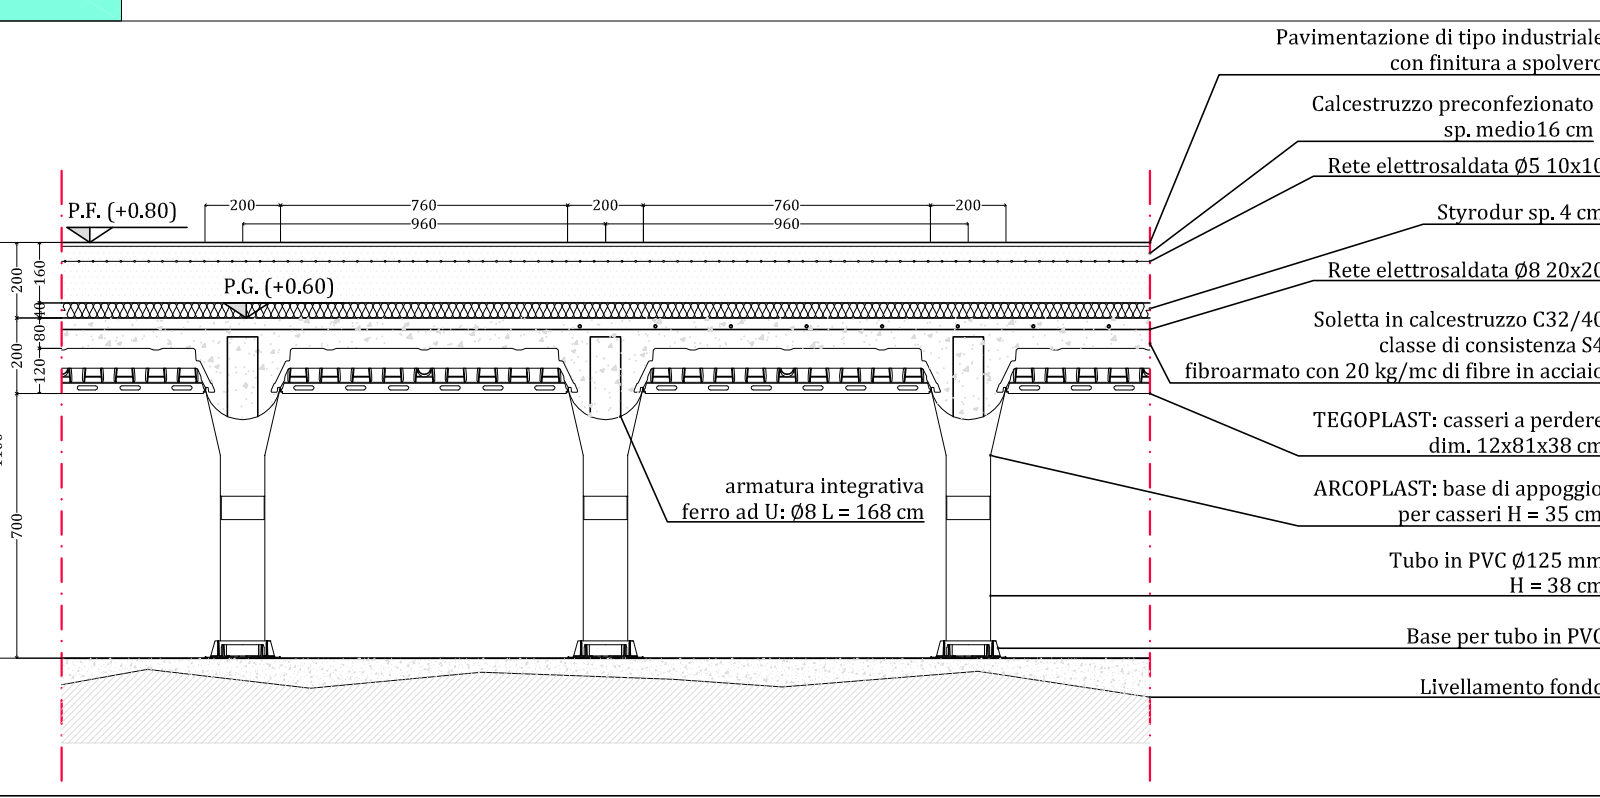 Pavimentazione di tipo industriale
con finitura a spolvero
Calcestruzzo preconfezionato
sp. medio16 cm
Rete elettrosaldata Ø5 10x10
Styrodur sp. 4 cm
Rete elettrosaldata Ø8 20x20
Soletta in calcestruzzo C32/40
classe di consistenza S4
fibroarmato con 20 kg/mc di fibre in acciaio
TEGOPLAST: casseri a perdere
dim. 12x81x38 cm
ARCOPLAST: base di appoggio
per casseri H = 35 cm
Tubo in PVC Ø125 mm
H = 38 cm
Base per tubo in PVC
Livellamento fondo
P.F. (+0.80)
200
760
200
760
200
960
960
P.G. (+0.60)
200
160
40
200
80
120
700
armatura integrativa
ferro ad U: Ø8 L = 168 cm